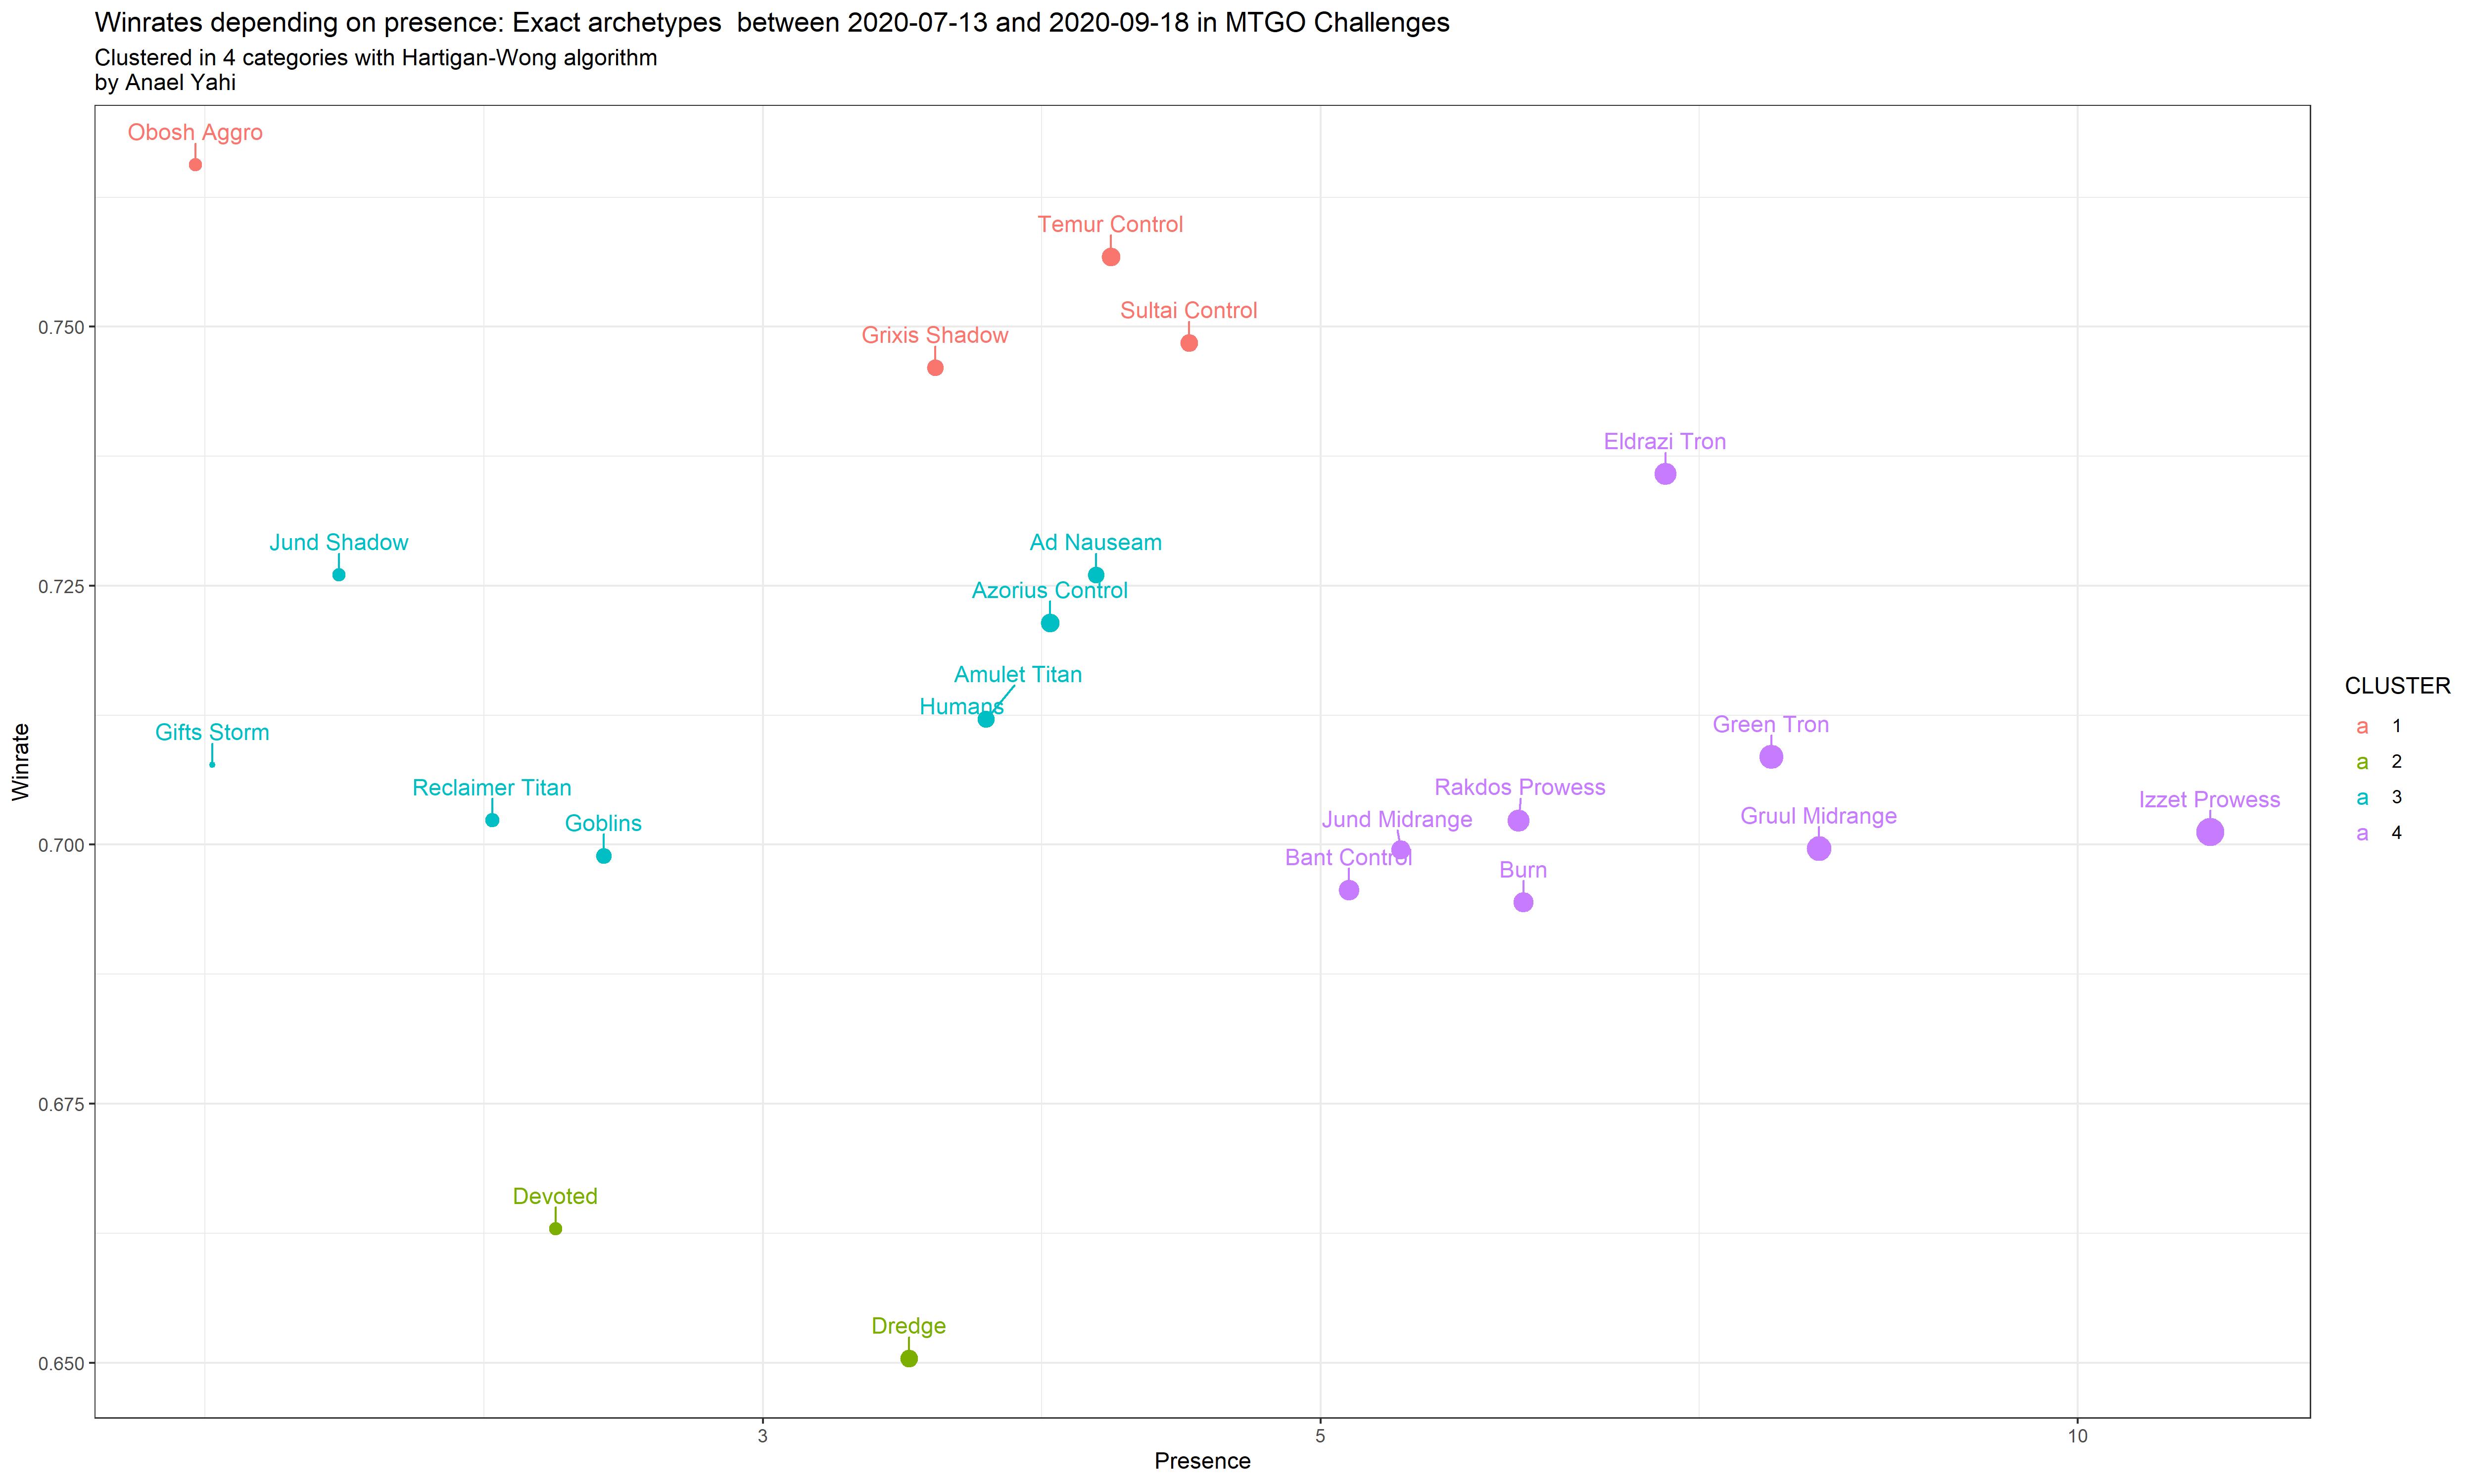 Winrates depending on presence: Exact archetypes  between 2020-07-13 and 2020-09-18 in MTGO Challenges
Clustered in 4 categories with Hartigan-Wong algorithm
by Anael Yahi
Obosh Aggro
Temur Control
Sultai Control
Grixis Shadow
Eldrazi Tron
Jund Shadow
Ad Nauseam
Azorius Control
Amulet Titan
Humans
Gifts Storm
Green Tron
Reclaimer Titan
Rakdos Prowess
Izzet Prowess
Goblins
Jund Midrange
Gruul Midrange
Bant Control
Burn
Devoted
Dredge
0.750
0.725
0.700
0.675
0.650
Winrate
3
5
10
Presence
CLUSTER
a 1
a 2
a 3
a 4